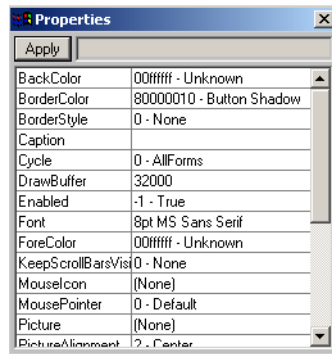 Properties
Apply
BackColor 00ffffff - Unknown
BorderColor 80000010 - Button Shadow
BorderStyle 0 - None
Caption
Cycle 0 - AllForms
DrawBuffer 32000
Enabled -1 - True
Font 8pt MS Sans Serif
ForeColor 00ffffff - Unknown
KeepScrollBarsVisi 0 - None
MouseIcon (None)
MousePointer 0 - Default
Picture (None)
PictureAlignment 2 - Center